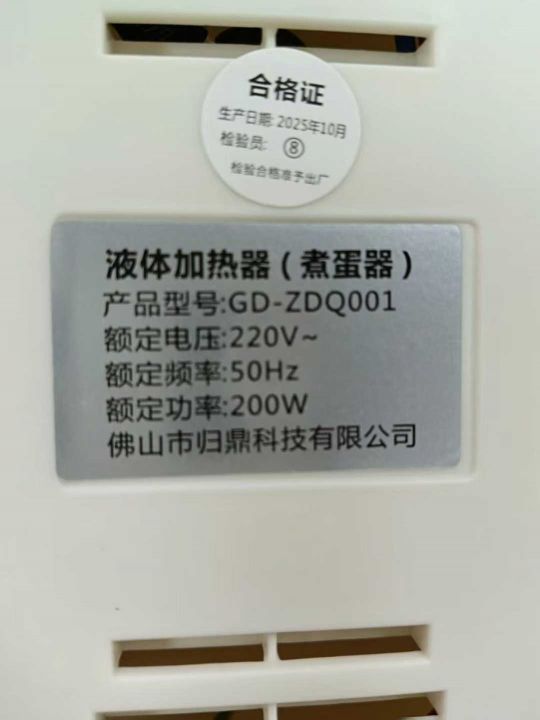 合格证
生产日期: 2025年10月
检验员: ⑧
检验合格准予出厂
液体加热器(煮蛋器)
产品型号:GD-ZDQ001
额定电压:220V~
额定频率:50Hz
额定功率:200W
佛山市归鼎科技有限公司